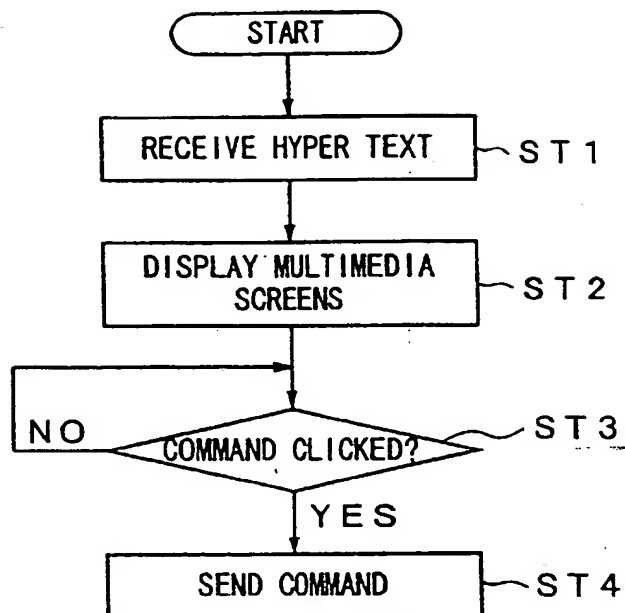 START
RECEIVE HYPER TEXT
ST1
DISPLAY MULTIMEDIA
SCREENS
ST2
NO
COMMAND CLICKED?
ST3
YES
SEND COMMAND
ST4